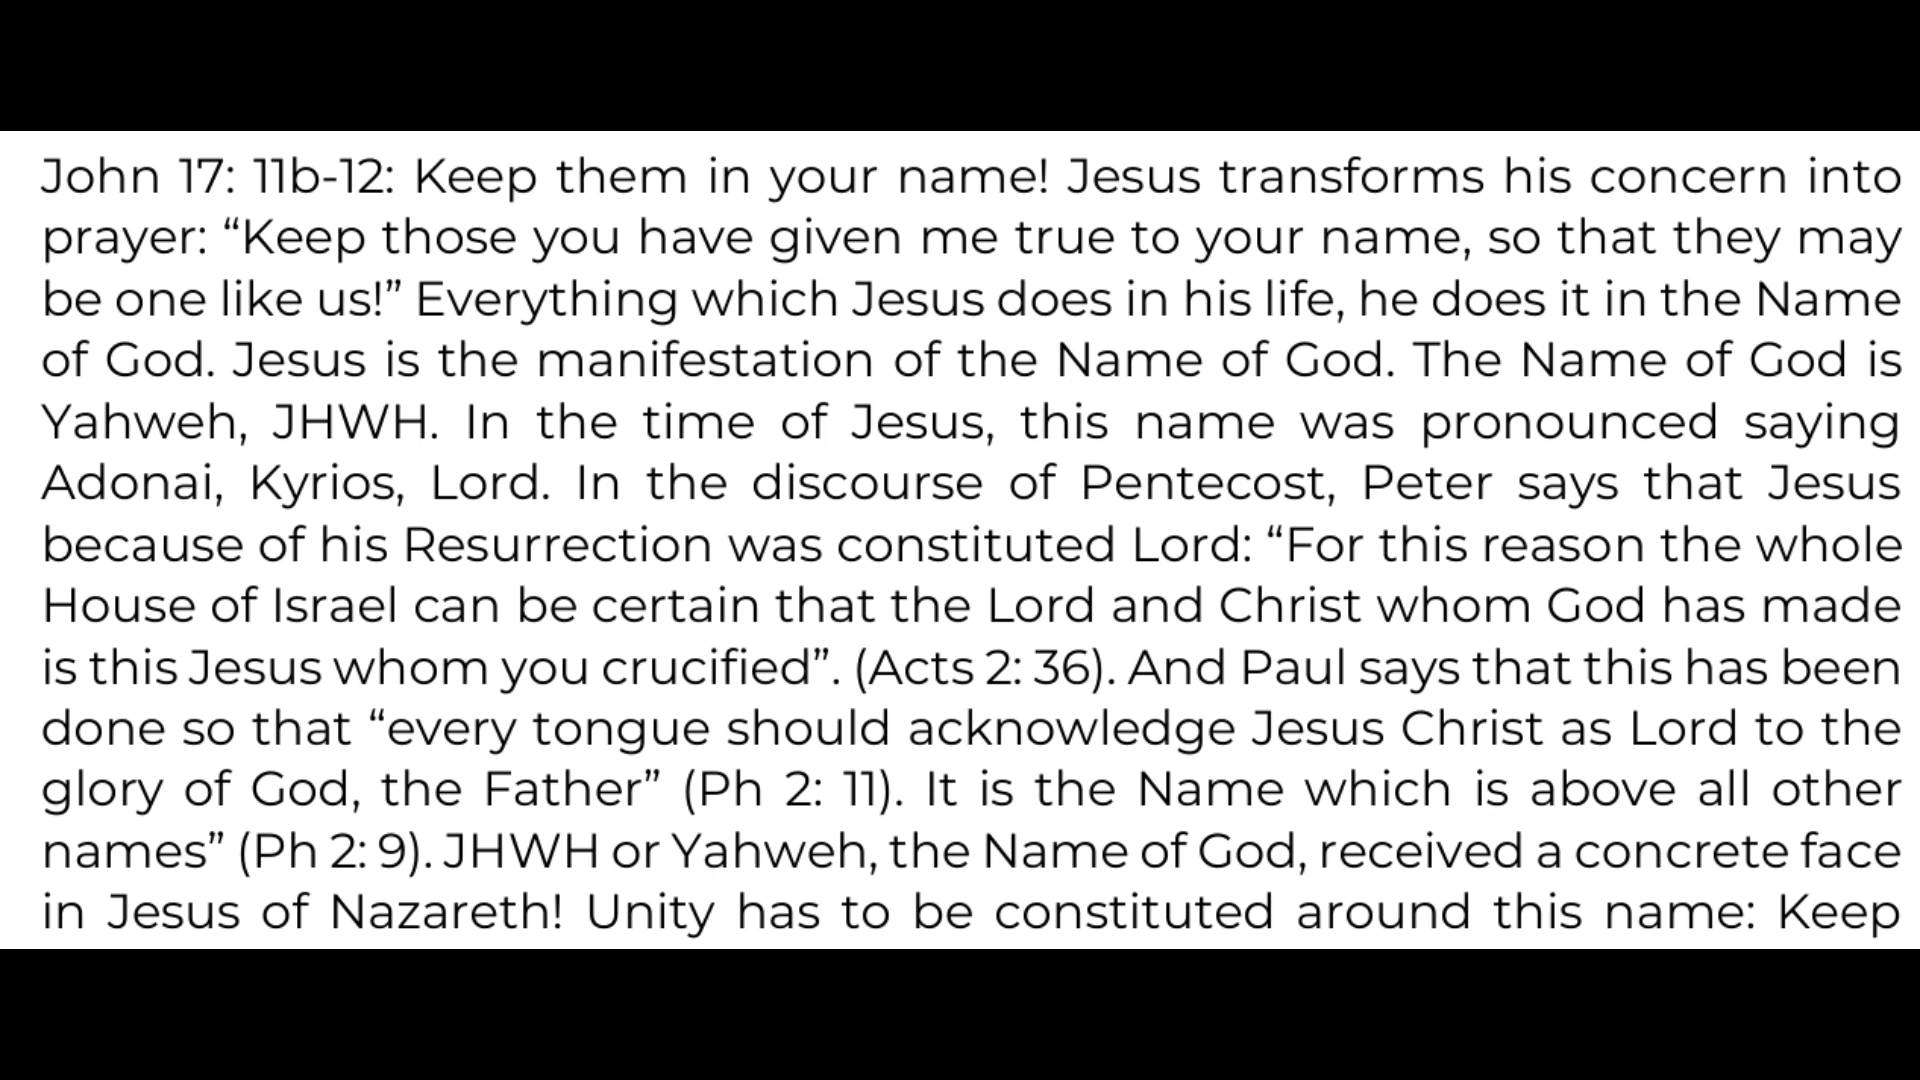 John 17: 11b-12: Keep them in your name! Jesus transforms his concern into
prayer: “Keep those you have given me true to your name, so that they may
be one like us!” Everything which Jesus does in his life, he does it in the Name
of God. Jesus is the manifestation of the Name of God. The Name of God is
Yahweh, JHWH. In the time of Jesus, this name was pronounced saying
Adonai, Kyrios, Lord. In the discourse of Pentecost, Peter says that Jesus
because of his Resurrection was constituted Lord: “For this reason the whole
House of Israel can be certain that the Lord and Christ whom God has made
is this Jesus whom you crucified”. (Acts 2: 36). And Paul says that this has been
done so that “every tongue should acknowledge Jesus Christ as Lord to the
glory of God, the Father” (Ph 2: 11). It is the Name which is above all other
names” (Ph 2: 9). JHWH or Yahweh, the Name of God, received a concrete face
in Jesus of Nazareth! Unity has to be constituted around this name: Keep